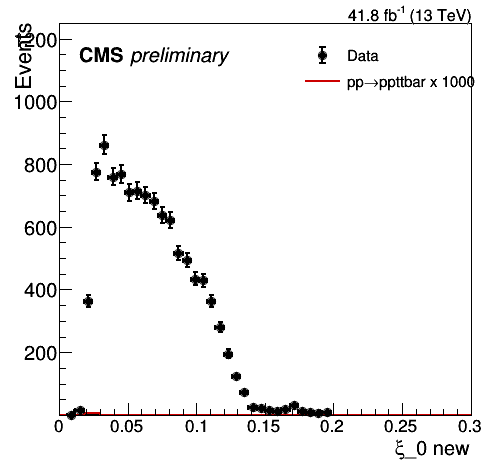 41.8 fb⁻¹ (13 TeV)
Events
CMS preliminary
Data
pp→ppttbar x 1000
1200
1000
800
600
400
200
0 0.05 0.1 0.15 0.2 0.25 0.3
ξ_0 new